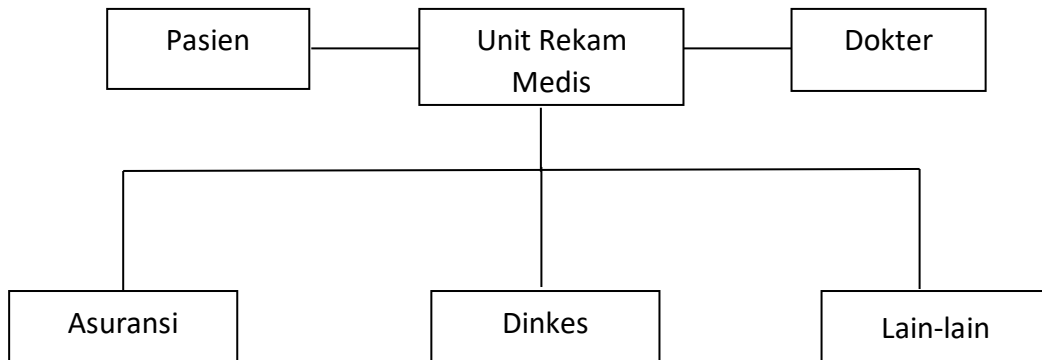 Pasien
Unit Rekam
Medis
Dokter
Asuransi
Dinkes
Lain-lain